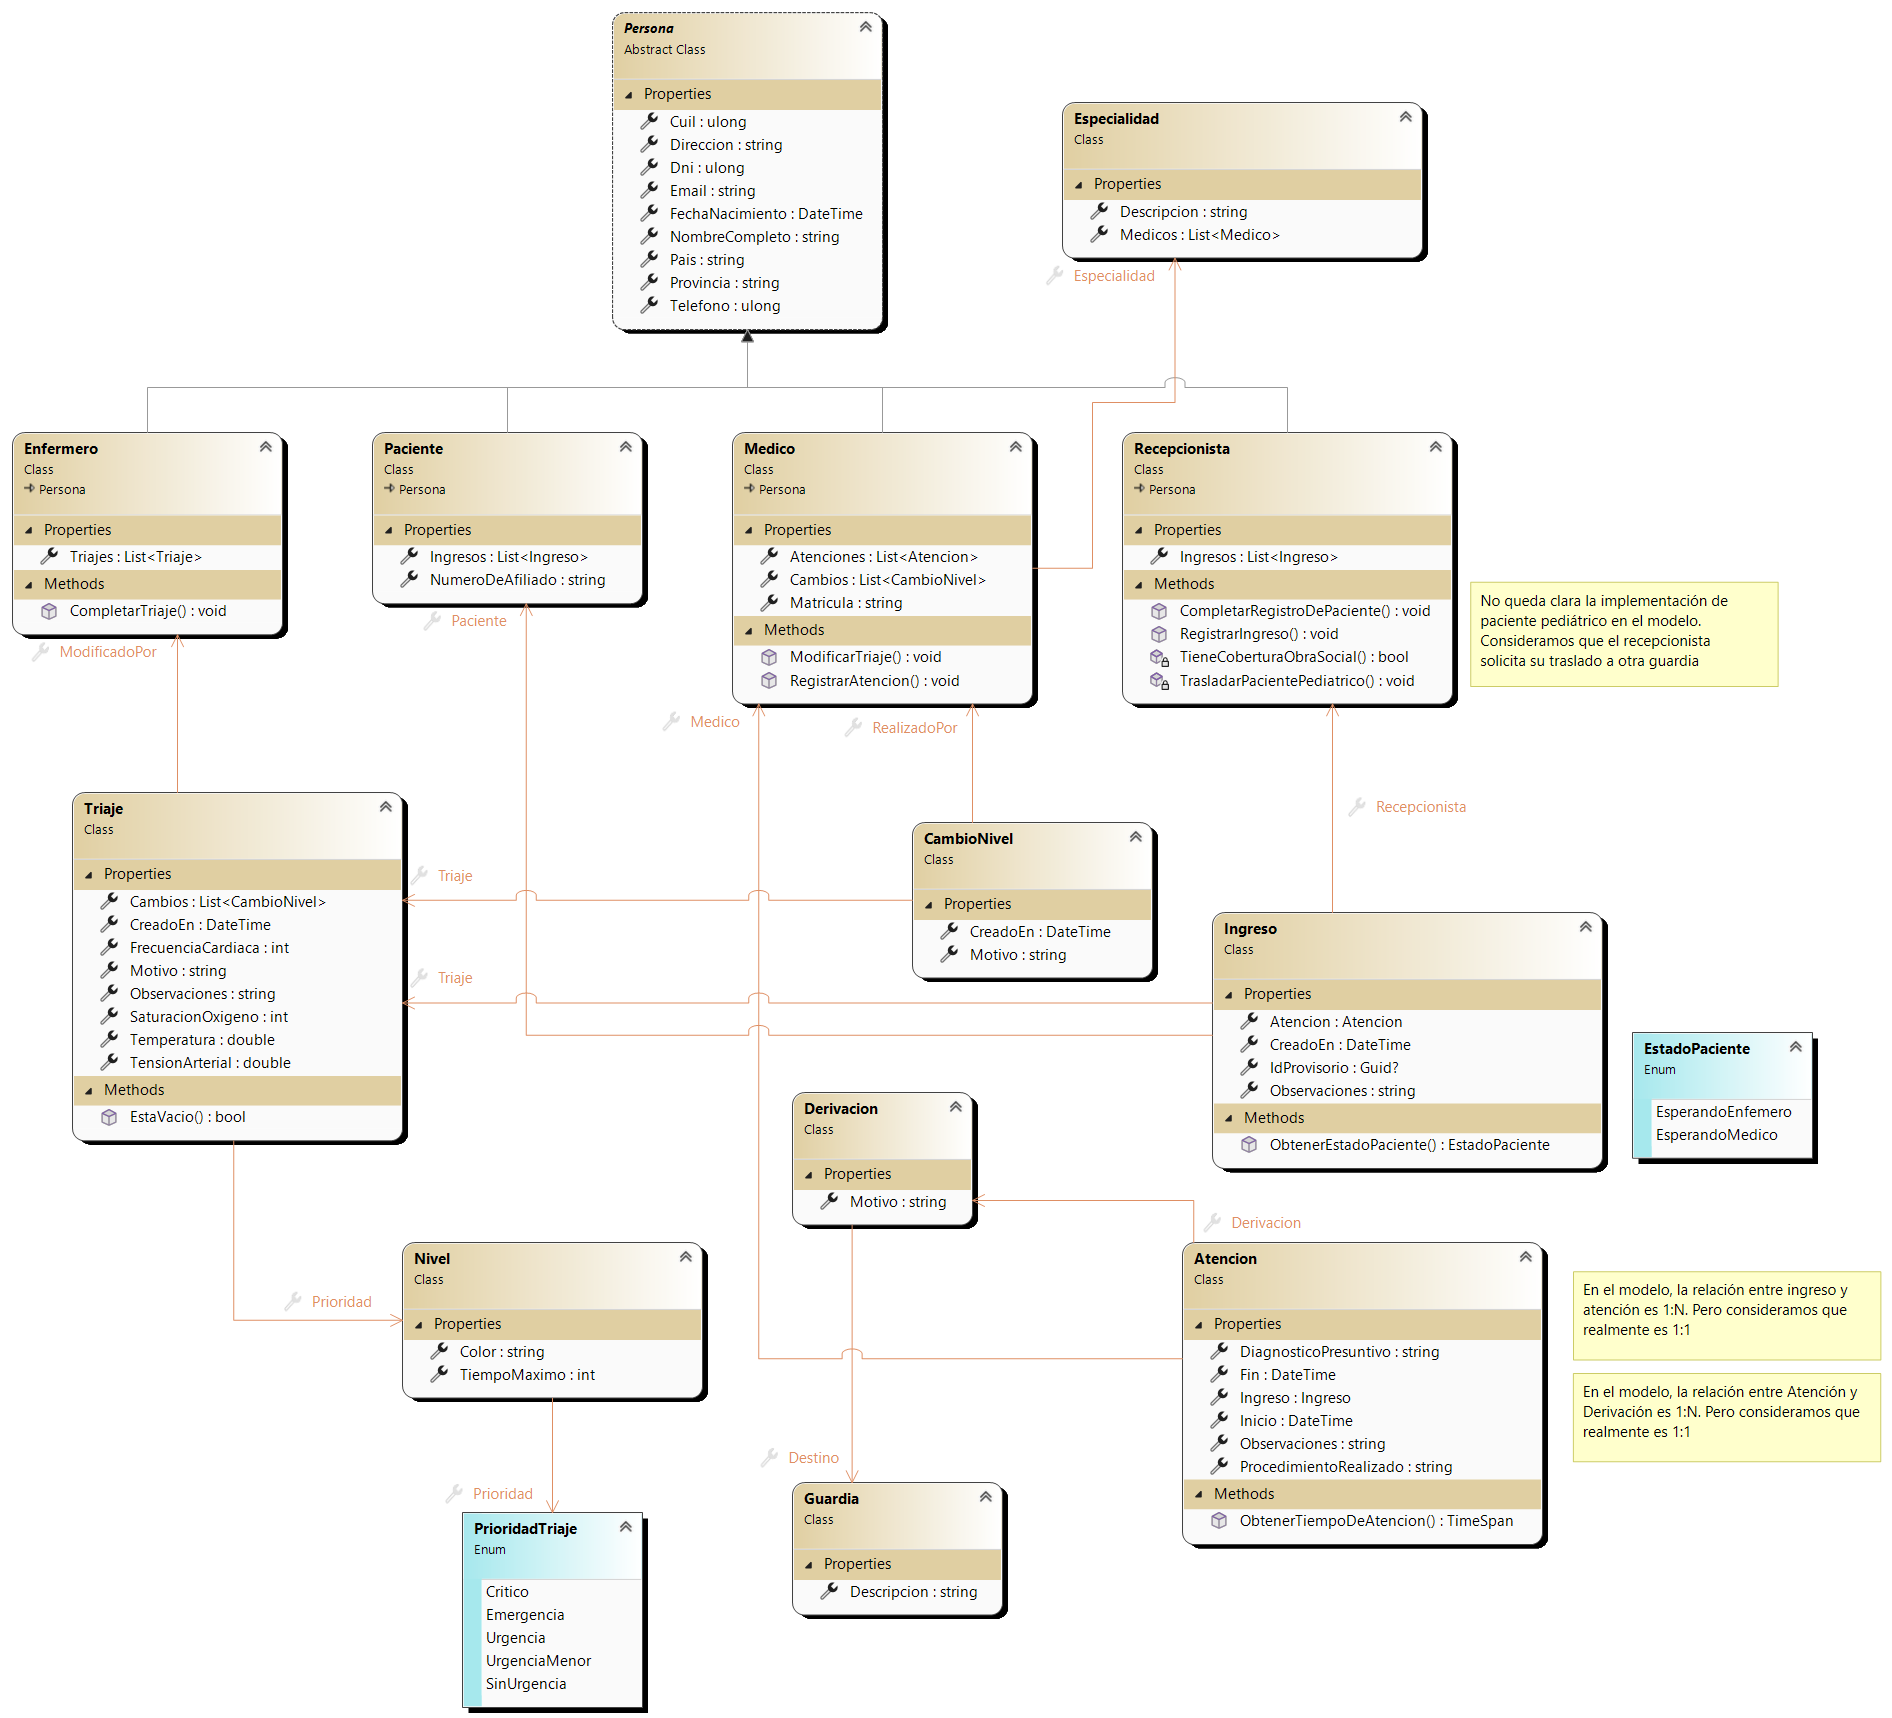 Persona
Abstract Class
Properties
Cuil : ulong
Direccion : string
Dni : ulong
Email : string
FechaNacimiento : DateTime
NombreCompleto : string
Pais : string
Provincia : string
Telefono : ulong
Especialidad
Class
Properties
Descripcion : string
Medicos : List<Medico>
Especialidad
Enfermero
Class
Persona
Properties
Triajes : List<Triaje>
Methods
CompletarTriaje() : void
ModificadoPor
Paciente
Class
Persona
Properties
Ingresos : List<Ingreso>
NumeroDeAfiliado : string
Paciente
Medico
Class
Persona
Properties
Atenciones : List<Atencion>
Cambios : List<CambioNivel>
Matricula : string
Methods
ModificarTriaje() : void
RegistrarAtencion() : void
Medico
RealizadoPor
Recepcionista
Class
Persona
Properties
Ingresos : List<Ingreso>
Methods
CompletarRegistroDePaciente() : void
RegistrarIngreso() : void
TieneCoberturaObraSocial() : bool
TrasladarPacientePediatrico() : void
No queda clara la implementación de
paciente pediátrico en el modelo.
Consideramos que el recepcionista
solicita su traslado a otra guardia
Recepcionista
Triaje
Class
Properties
Cambios : List<CambioNivel>
CreadoEn : DateTime
FrecuenciaCardiaca : int
Motivo : string
Observaciones : string
SaturacionOxigeno : int
Temperatura : double
TensionArterial : double
Methods
EstaVacio() : bool
Triaje
Triaje
CambioNivel
Class
Properties
CreadoEn : DateTime
Motivo : string
Ingreso
Class
Properties
Atencion : Atencion
CreadoEn : DateTime
IdProvisorio : Guid?
Observaciones : string
Methods
ObtenerEstadoPaciente() : EstadoPaciente
EstadoPaciente
Enum
EsperandoEnfemero
EsperandoMedico
Derivacion
Class
Properties
Motivo : string
Derivacion
Nivel
Class
Properties
Color : string
TiempoMaximo : int
Prioridad
Atencion
Class
Properties
DiagnosticoPresuntivo : string
Fin : DateTime
Ingreso : Ingreso
Inicio : DateTime
Observaciones : string
ProcedimientoRealizado : string
Methods
ObtenerTiempoDeAtencion() : TimeSpan
En el modelo, la relación entre ingreso y
atención es 1:N. Pero consideramos que
realmente es 1:1
En el modelo, la relación entre Atención y
Derivación es 1:N. Pero consideramos que
realmente es 1:1
Destino
Prioridad
Guardia
Class
Properties
Descripcion : string
PrioridadTriaje
Enum
Critico
Emergencia
Urgencia
UrgenciaMenor
SinUrgencia